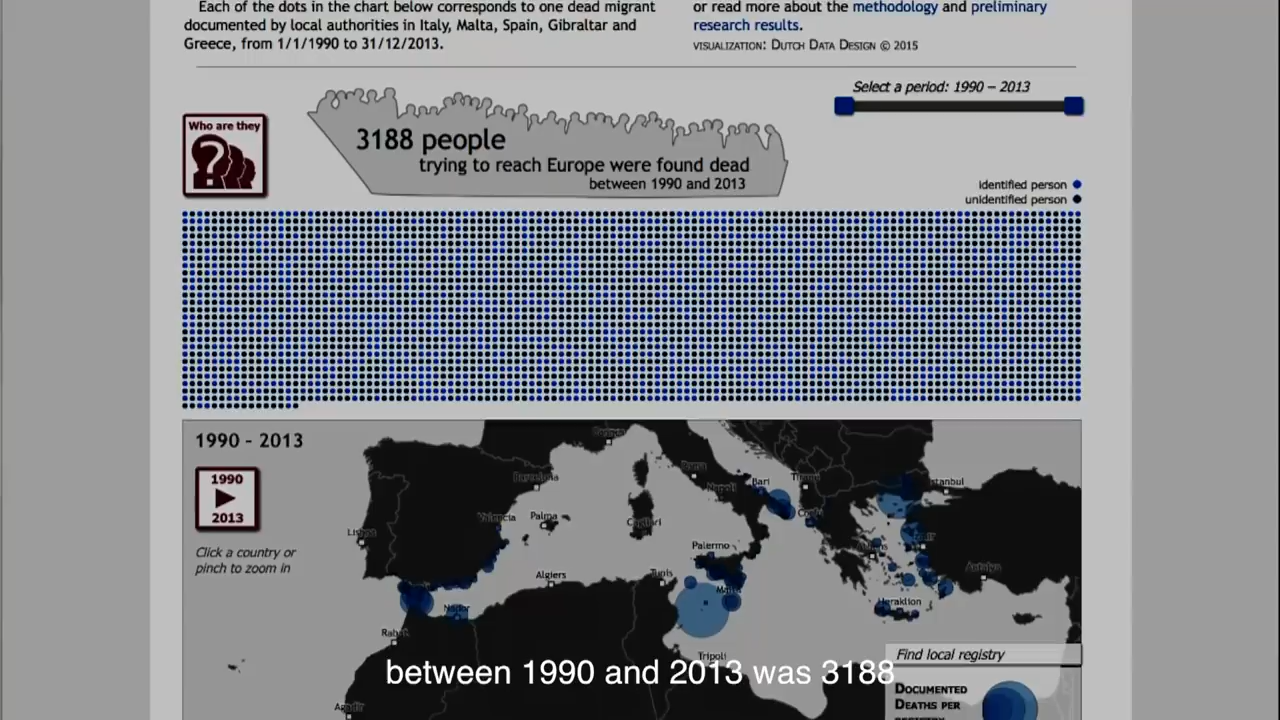 Each of the dots in the chart below corresponds to one dead migrant
documented by local authorities in Italy, Malta, Spain, Gibraltar and
Greece, from 1/1/1990 to 31/12/2013.
or read more about the methodology and preliminary
research results.
VISUALIZATION: DUTCH DATA DESIGN © 2015
Select a period: 1990 – 2013
Who are they
3188 people
trying to reach Europe were found dead
between 1990 and 2013
identified person
unidentified person
1990 - 2013
1990
2013
Click a country or
pinch to zoom in
Barcelona
Bari
Istanbul
Valencia
Palma
Napoli
Cagliari
Lisboa
Palermo
Algiers
Tunis
Antalya
Nador
Heraklion
Rabat
Tripoli
Agadir
Find local registry
DOCUMENTED
DEATHS PER
REGISTRY
between 1990 and 2013 was 3188